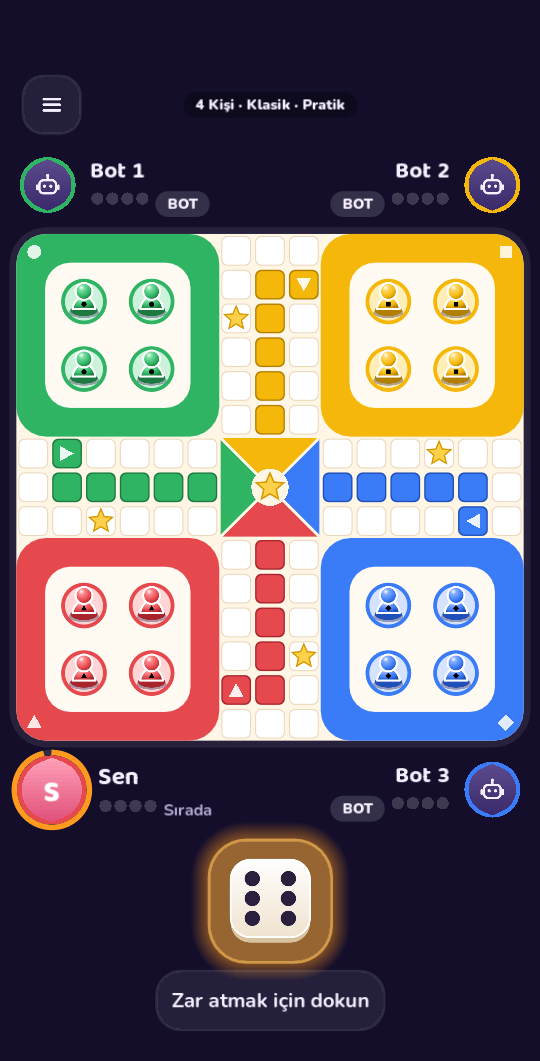 4 Kişi · Klasik · Pratik
Bot 1
BOT
Bot 2
BOT
Sen
S
Sırada
Bot 3
BOT
Zar atmak için dokun